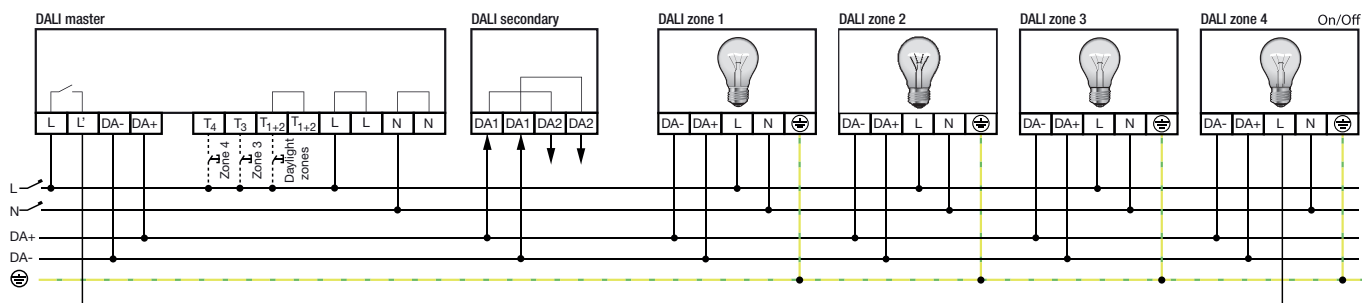 DALI master
DALI secondary
DALI zone 1
DALI zone 2
DALI zone 3
DALI zone 4
On/Off
L L' DA- DA+ T4 T3 T1+2 T1+2 L L N N
DA1 DA1 DA2 DA2
DA- DA+ L N
DA- DA+ L N
DA- DA+ L N
DA- DA+ L N
Zone 4
Zone 3
Daylight
zones
L
N
DA+
DA-